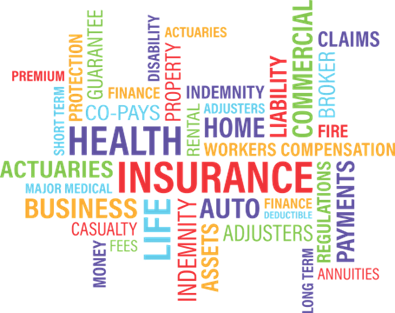 GUARANTEE
PROTECTION
DISABILITY
ACTUARIES
PROPERTY
COMMERCIAL
CLAIMS
PREMIUM
SHORT TERM
FINANCE
INDEMNITY
LIABILITY
BROKER
CO-PAYS
RENTAL
ADJUSTERS
HEALTH
HOME
FIRE
WORKERS COMPENSATION
ACTUARIES
INSURANCE
MAJOR MEDICAL
BUSINESS
LIFE
INDEMNITY
AUTO
FINANCE
DEDUCTIBLE
REGULATIONS
PAYMENTS
CASUALTY
ASSETS
ADJUSTERS
MONEY
FEES
LONG TERM
ANNUITIES